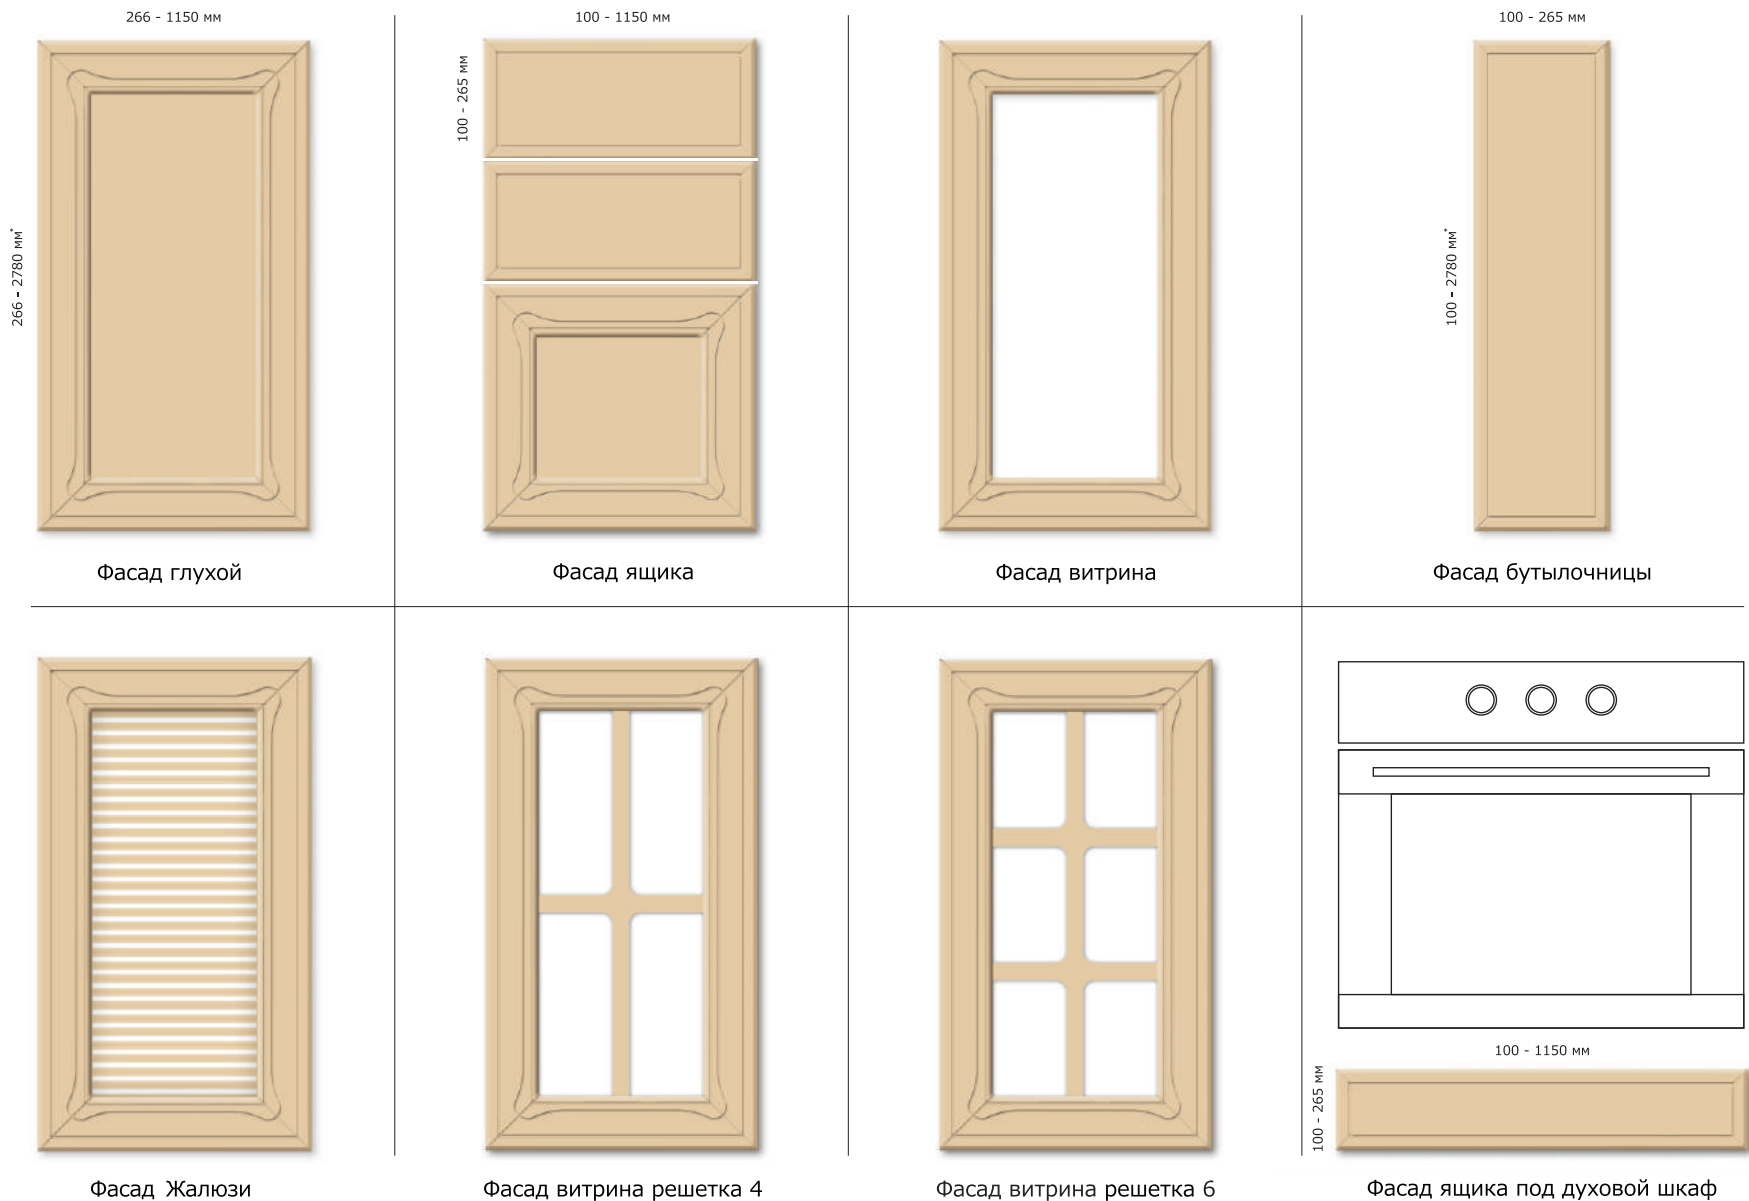 266 - 1150 мм
100 - 1150 мм
100 - 265 мм
100 - 265 мм
266 - 2780 мм*
100 - 2780 мм*
Фасад глухой
Фасад ящика
Фасад витрина
Фасад бутылочницы
100 - 1150 мм
100 - 265 мм
Фасад Жалюзи
Фасад витрина решетка 4
Фасад витрина решетка 6
Фасад ящика под духовой шкаф